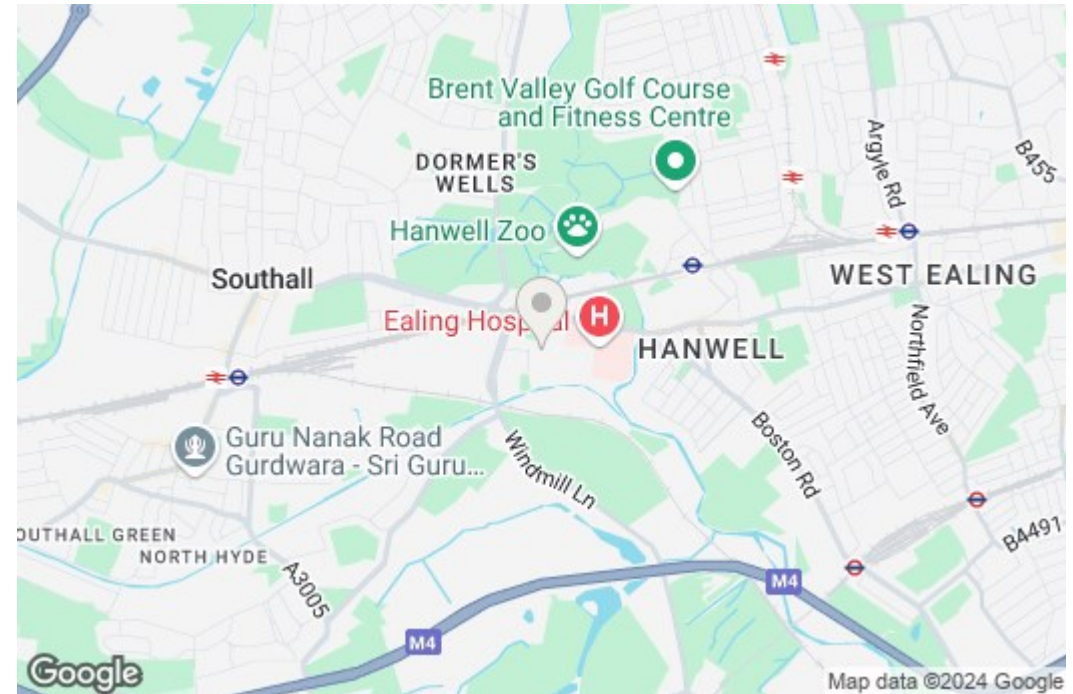 Brent Valley Golf Course
and Fitness Centre
Argyle Rd
B455
DORMER'S
WELLS
Hanwell Zoo
Southall
WEST EALING
Ealing Hospital
H
HANWELL
Northfield Ave
Guru Nanak Road
Gurdwara - Sri Guru...
Windmill Ln
Boston Rd
OUTHALL GREEN
NORTH HYDE
A3005
B4491
M4
M4
Google
Map data ©2024 Google